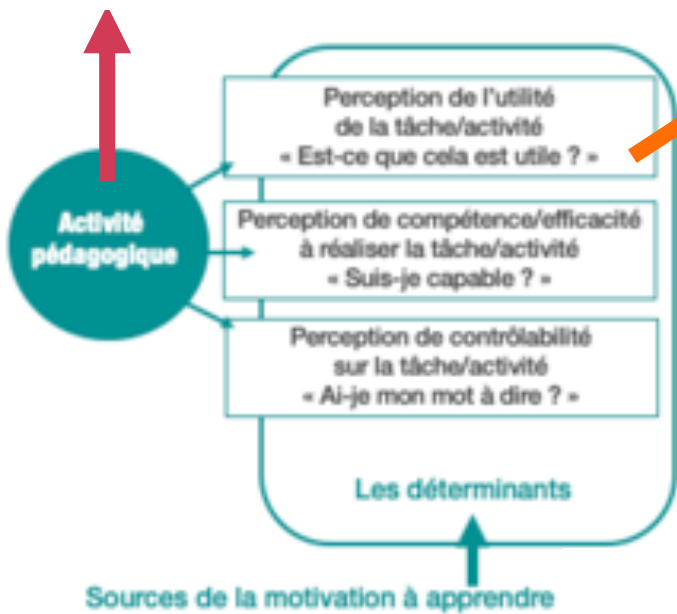 Perception de l'utilité
de la tâche/activité
« Est-ce que cela est utile ? »
Activité
pédagogique
Perception de compétence/efficacité
à réaliser la tâche/activité
« Suis-je capable ? »
Perception de contrôlabilité
sur la tâche/activité
« Ai-je mon mot à dire ? »
Les déterminants
Sources de la motivation à apprendre